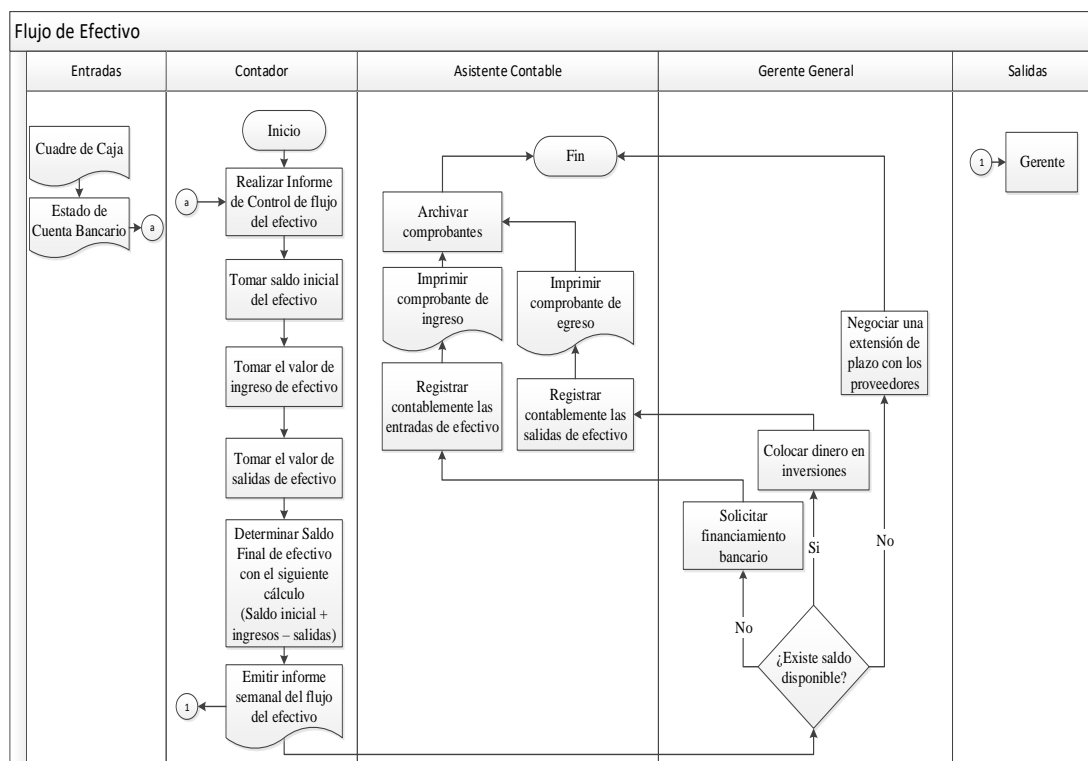 Flujo de Efectivo
Entradas
Contador
Asistente Contable
Gerente General
Salidas
Cuadre de Caja
Estado de
Cuenta Bancario
a
Inicio
a
Realizar Informe
de Control de flujo
del efectivo
Tomar saldo inicial
del efectivo
Tomar el valor de
ingreso de efectivo
Tomar el valor de
salidas de efectivo
Determinar Saldo
Final de efectivo
con el siguiente
cálculo
(Saldo inicial +
ingresos – salidas)
Emitir informe
semanal del flujo
del efectivo
1
Fin
Archivar
comprobantes
Imprimir
comprobante de
ingreso
Imprimir
comprobante de
egreso
Registrar
contablemente las
entradas de efectivo
Registrar
contablemente las
salidas de efectivo
Negociar una
extensión de
plazo con los
proveedores
Colocar dinero en
inversiones
Solicitar
financiamiento
bancario
Si
No
No
¿Existe saldo
disponible?
1
Gerente